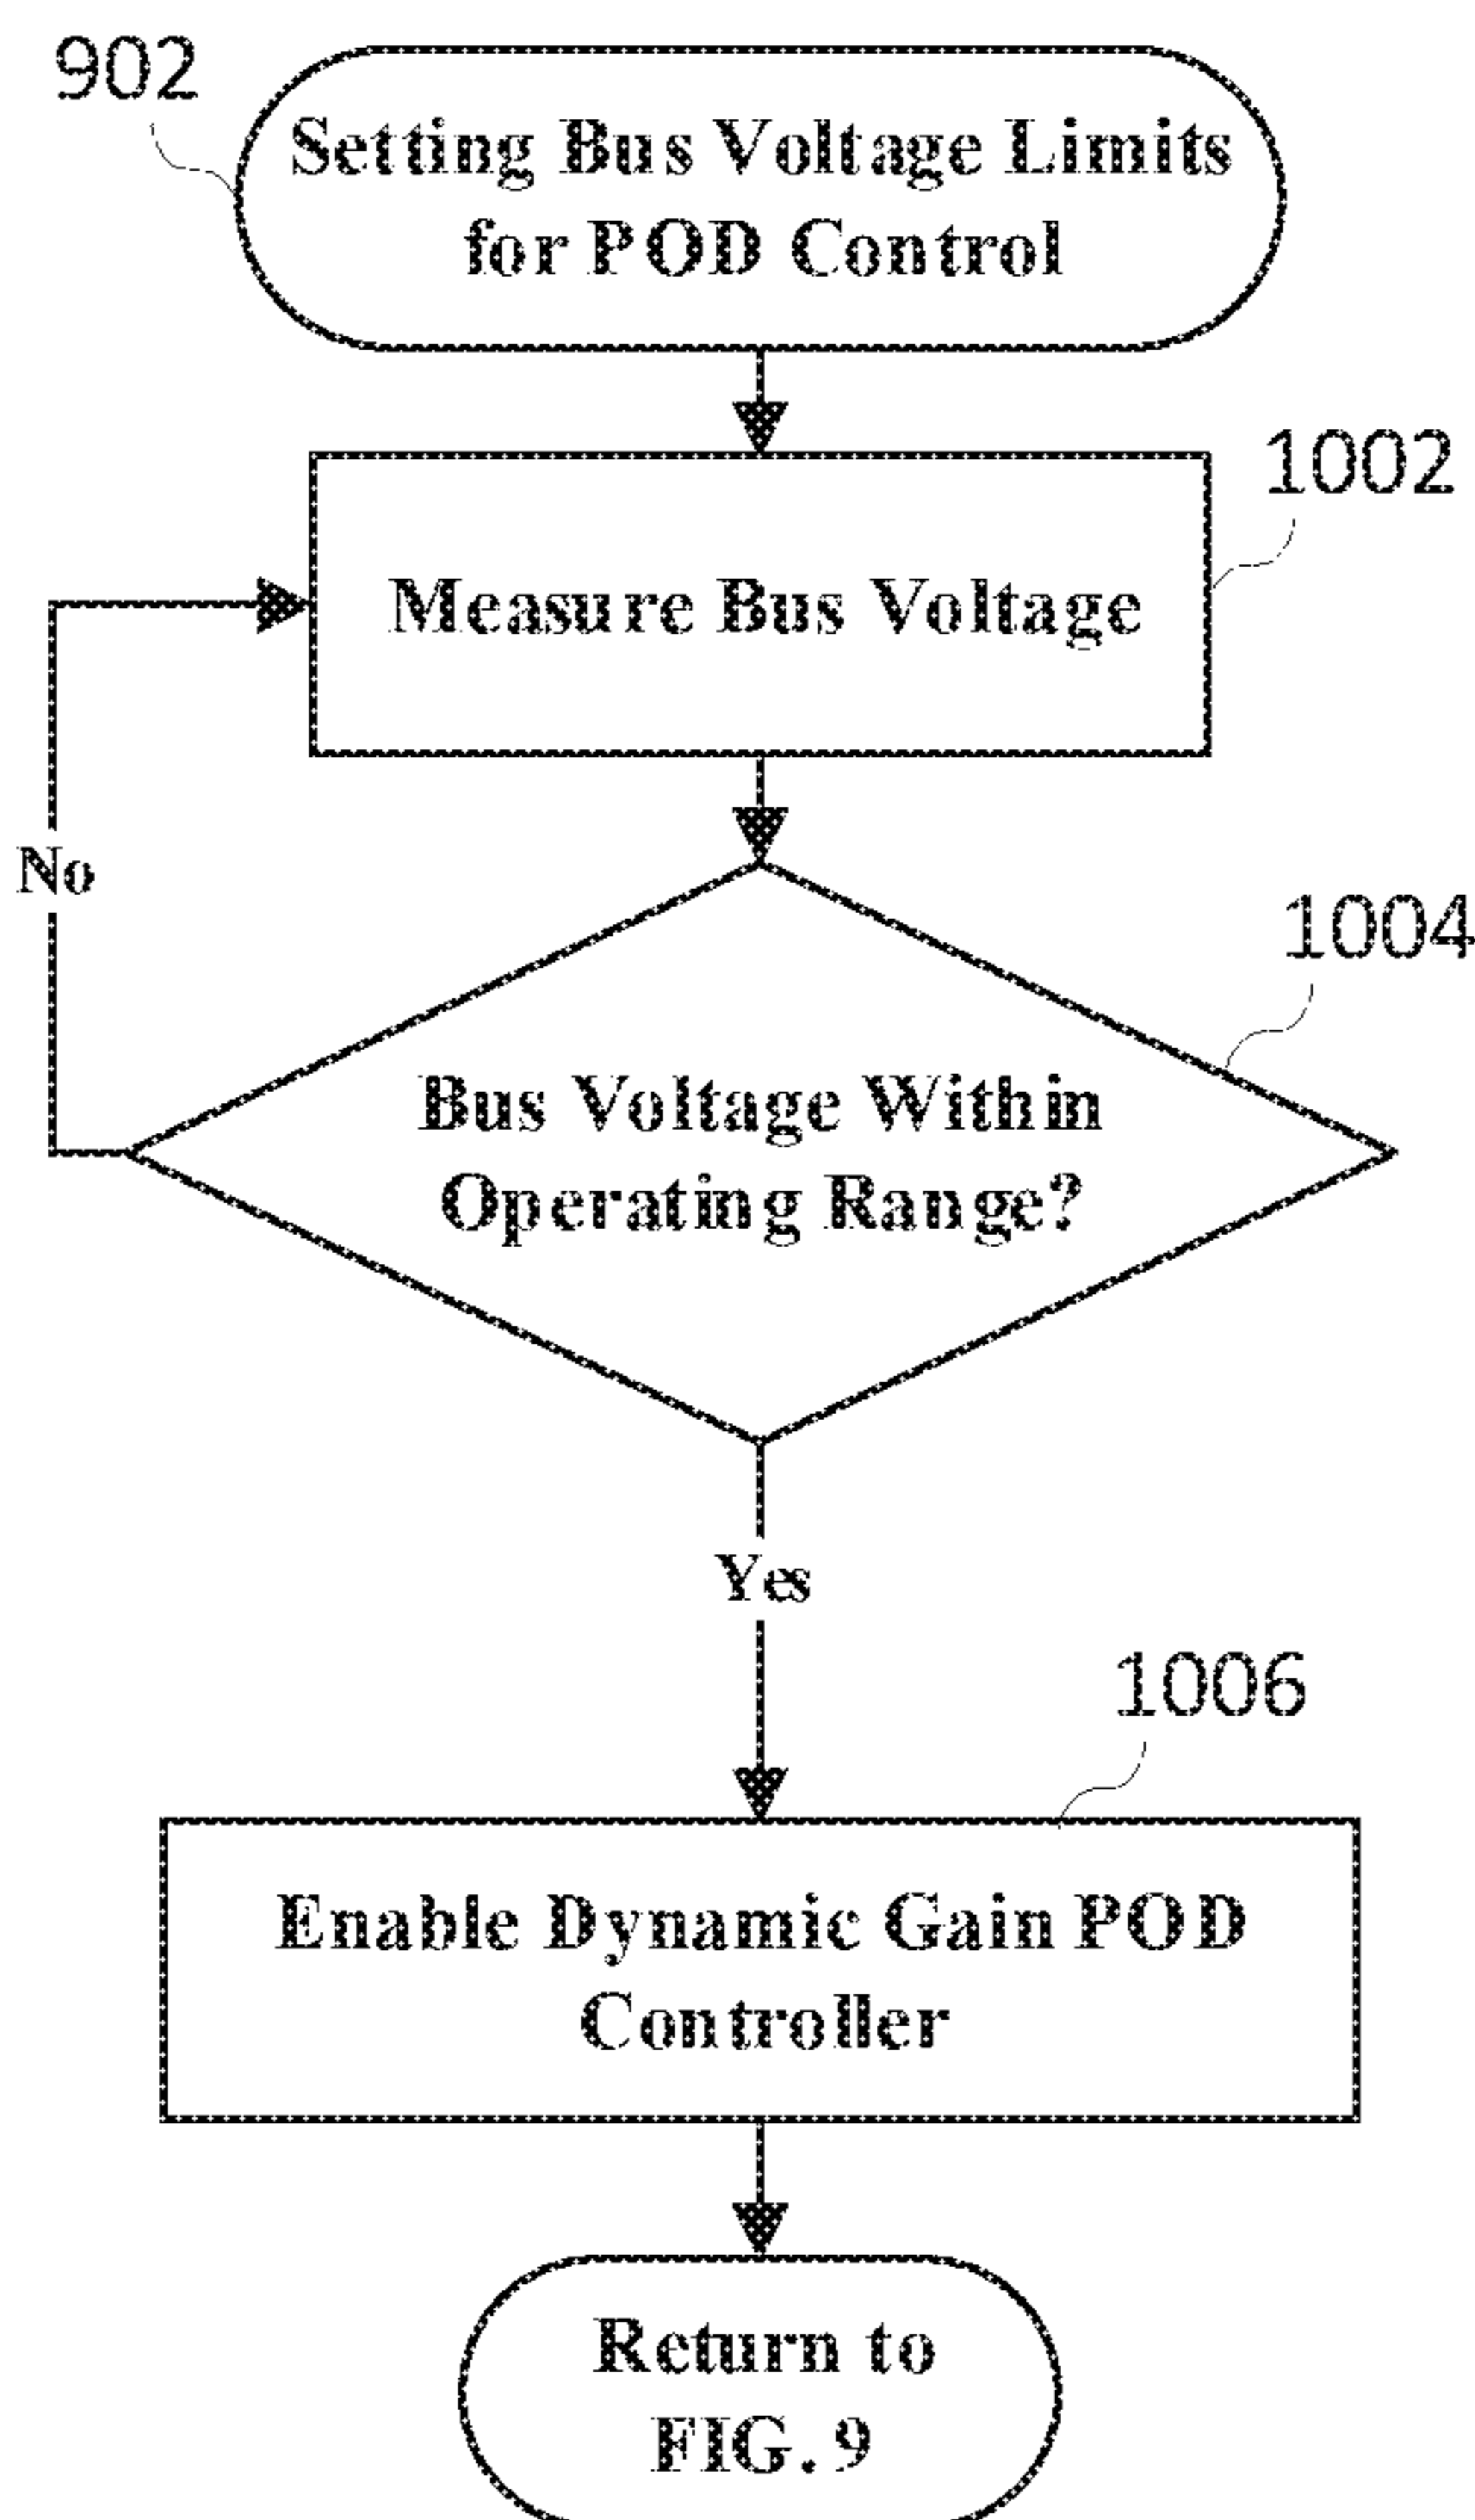 902
Setting Bus Voltage Limits
for POD Control
1002
Measure Bus Voltage
No
1004
Bus Voltage Within
Operating Range?
Yes
1006
Enable Dynamic Gain POD
Controller
Return to
FIG. 9